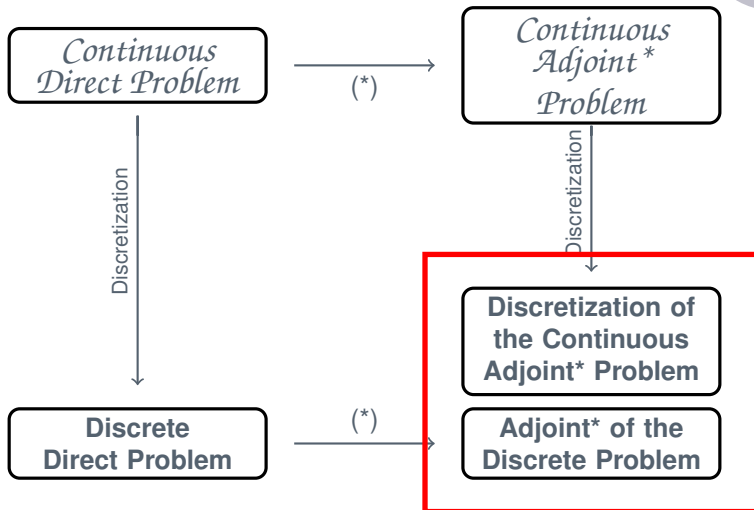 Continuous
Direct Problem
(*)
Continuous
Adjoint*
Problem
Discretization
Discretization
Discretization of
the Continuous
Adjoint* Problem
Discrete
Direct Problem
(*)
Adjoint* of the
Discrete Problem